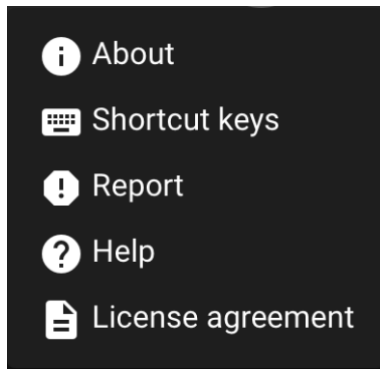 About
Shortcut keys
Report
Help
License agreement